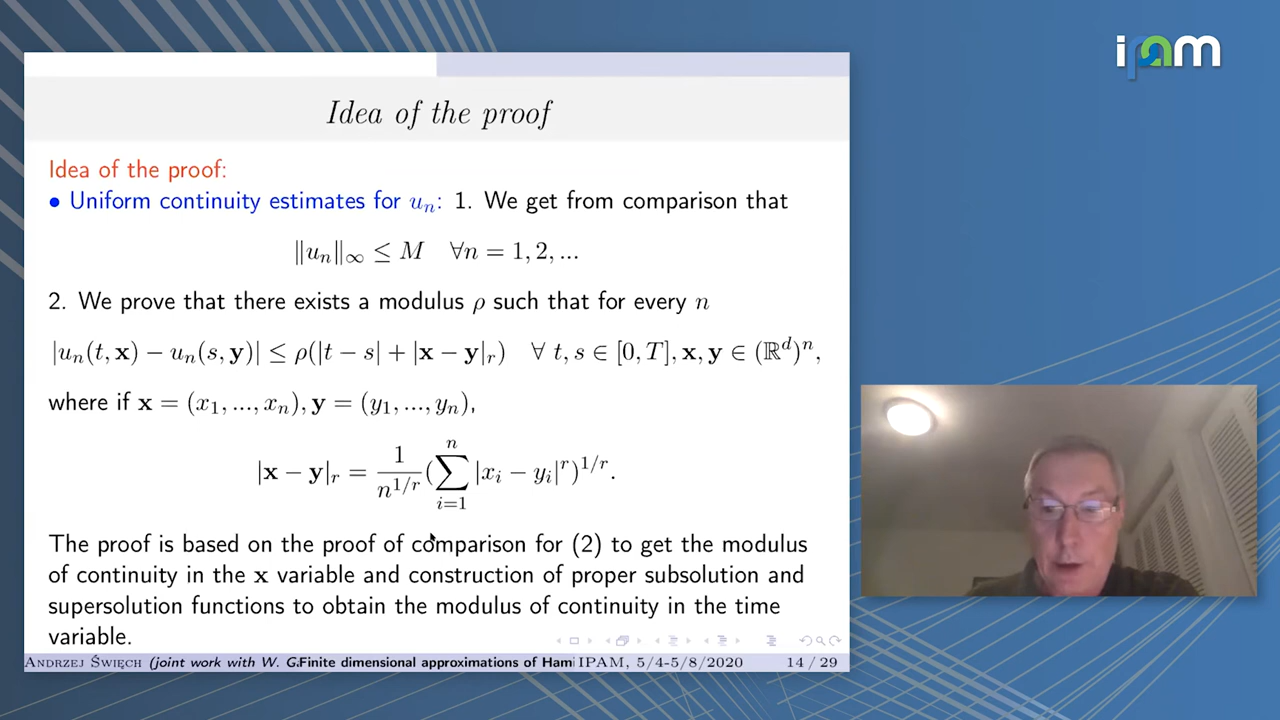 ipam
Idea of the proof
Idea of the proof:
• Uniform continuity estimates for uₙ: 1. We get from comparison that
‖uₙ‖∞ ≤ M ∀n = 1, 2, ...
2. We prove that there exists a modulus ρ such that for every n
|uₙ(t, x) − uₙ(s, y)| ≤ ρ(|t − s| + |x − y|ᵣ) ∀ t, s ∈ [0, T], x, y ∈ (ℝᵈ)ⁿ,
where if x = (x₁, ..., xₙ), y = (y₁, ..., yₙ),
|x − y|ᵣ = 1/n^{1/r} (∑_{i=1}^{n} |xᵢ − yᵢ|ʳ)^{1/r}.
The proof is based on the proof of comparison for (2) to get the modulus
of continuity in the x variable and construction of proper subsolution and
supersolution functions to obtain the modulus of continuity in the time
variable.
Andrzej Święch (joint work with W. G.Finite dimensional approximations of Ham IPAM, 5/4-5/8/2020 14 / 29